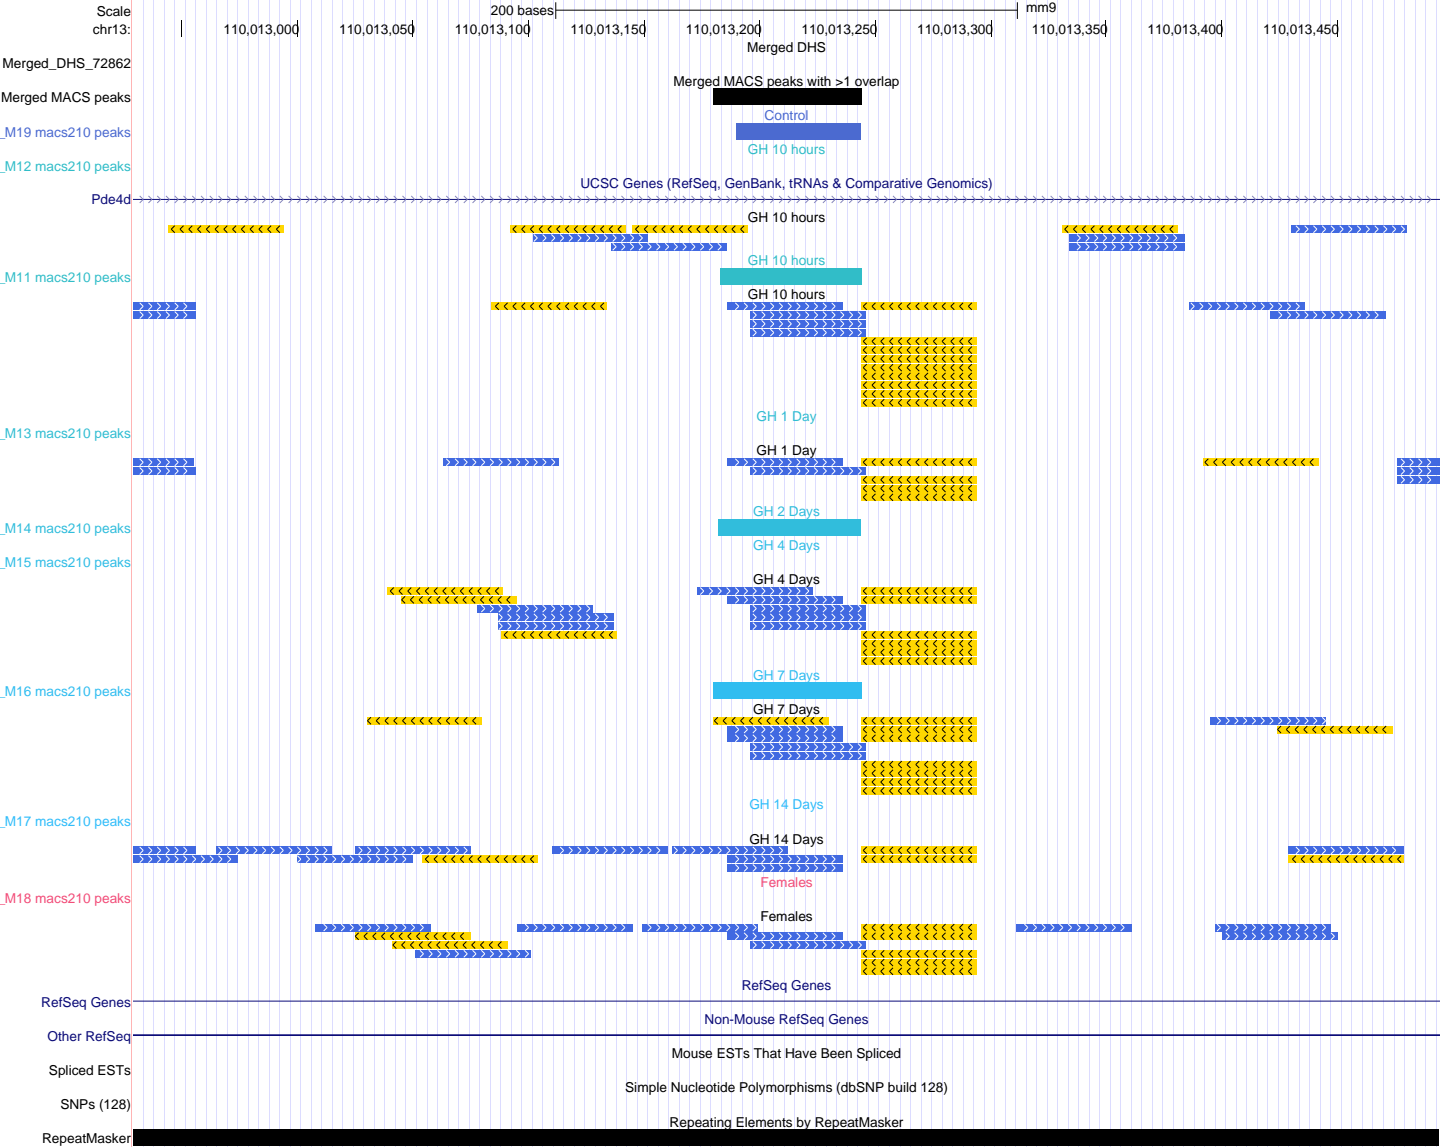 Scale 200 bases mm9
chr13: 110,013,000 110,013,050 110,013,100 110,013,150 110,013,200 110,013,250 110,013,300 110,013,350 110,013,400 110,013,450
Merged DHS
Merged_DHS_72862
Merged MACS peaks with >1 overlap
Merged MACS peaks
Control
_M19 macs210 peaks
GH 10 hours
_M12 macs210 peaks
UCSC Genes (RefSeq, GenBank, tRNAs & Comparative Genomics)
Pde4d
GH 10 hours
GH 10 hours
_M11 macs210 peaks
GH 10 hours
GH 1 Day
_M13 macs210 peaks
GH 1 Day
GH 2 Days
_M14 macs210 peaks
GH 4 Days
_M15 macs210 peaks
GH 4 Days
GH 7 Days
_M16 macs210 peaks
GH 7 Days
GH 14 Days
_M17 macs210 peaks
GH 14 Days
Females
_M18 macs210 peaks
Females
RefSeq Genes
RefSeq Genes
Non-Mouse RefSeq Genes
Other RefSeq
Mouse ESTs That Have Been Spliced
Spliced ESTs
Simple Nucleotide Polymorphisms (dbSNP build 128)
SNPs (128)
Repeating Elements by RepeatMasker
RepeatMasker